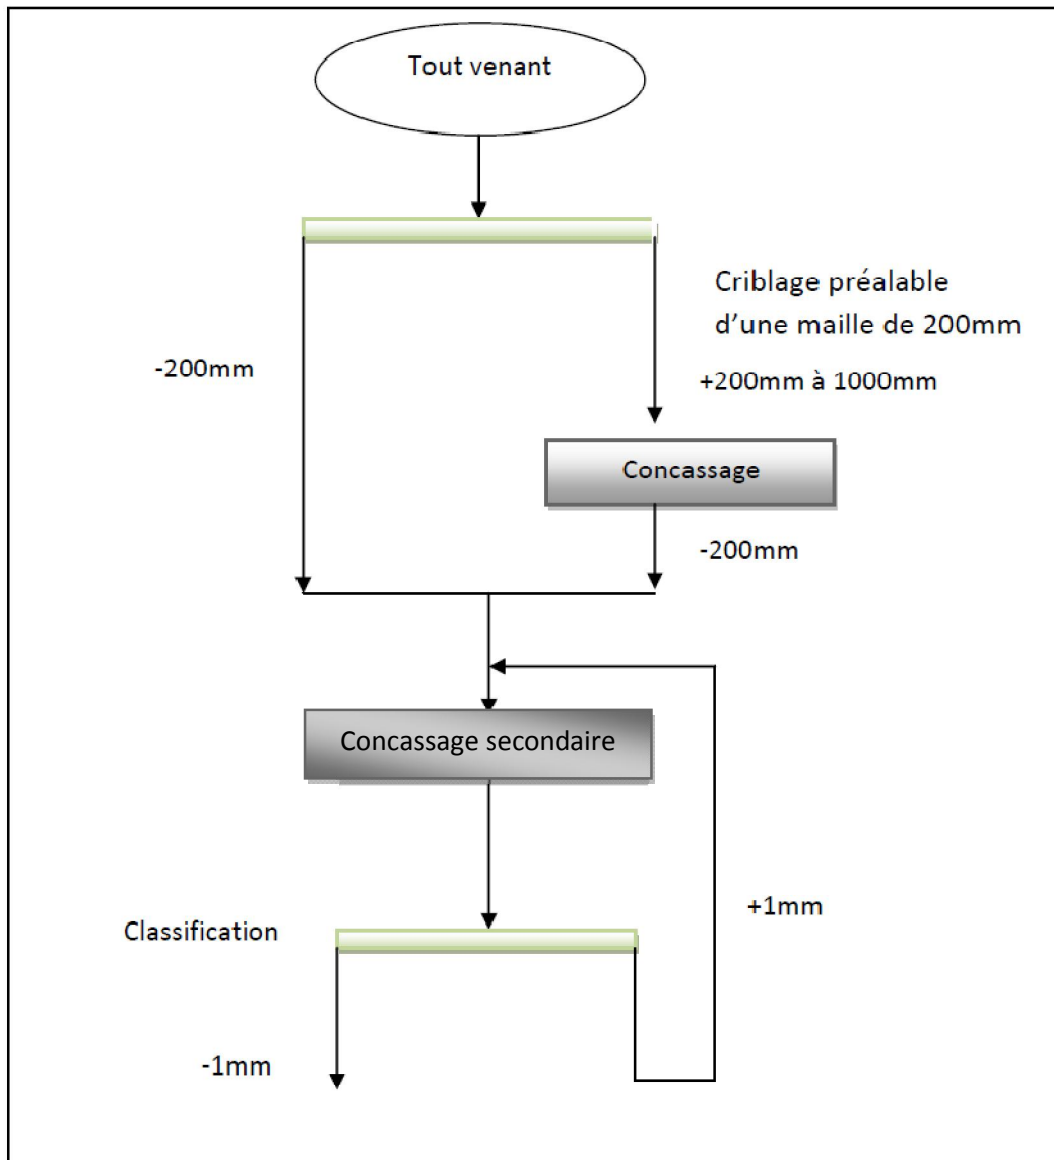 Tout venant
Criblage préalable
d'une maille de 200mm
-200mm
+200mm à 1000mm
Concassage
-200mm
Concassage secondaire
+1mm
Classification
-1mm